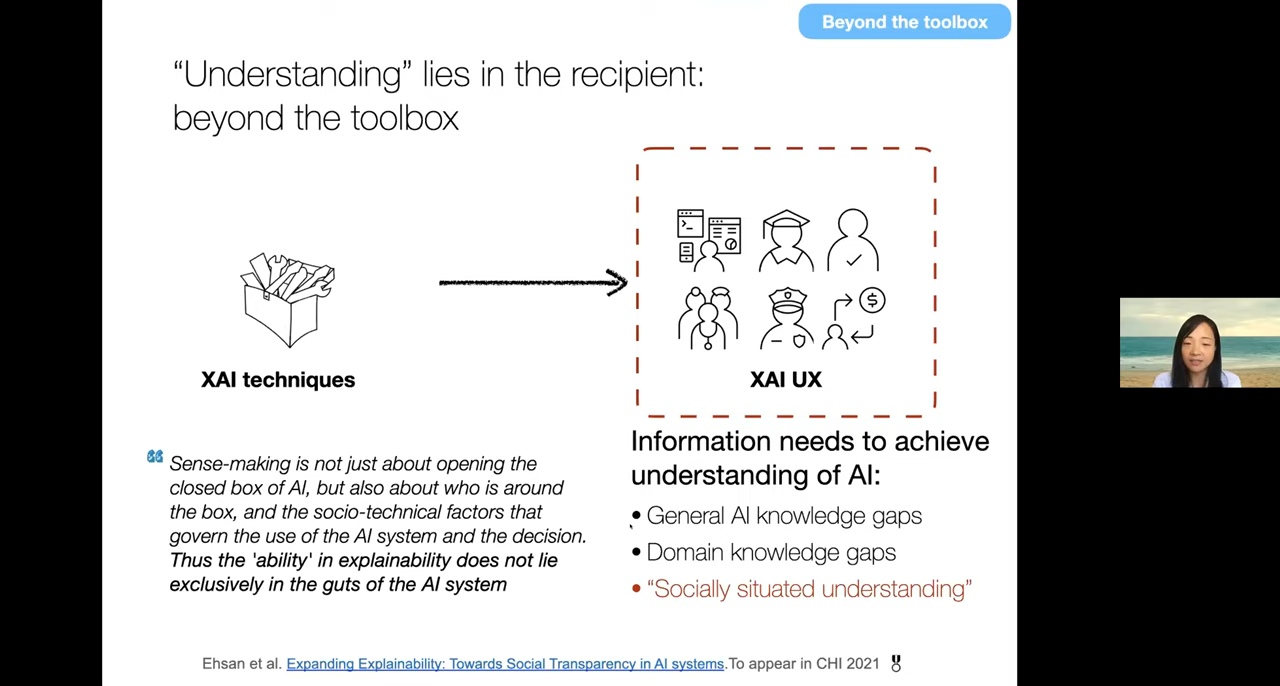 Beyond the toolbox
“Understanding” lies in the recipient:
beyond the toolbox
XAI techniques
XAI UX
Sense-making is not just about opening the
closed box of AI, but also about who is around
the box, and the socio-technical factors that
govern the use of the AI system and the decision.
Thus the 'ability' in explainability does not lie
exclusively in the guts of the AI system
Information needs to achieve
understanding of AI:
• General AI knowledge gaps
• Domain knowledge gaps
• “Socially situated understanding”
Ehsan et al. Expanding Explainability: Towards Social Transparency in AI systems.To appear in CHI 2021